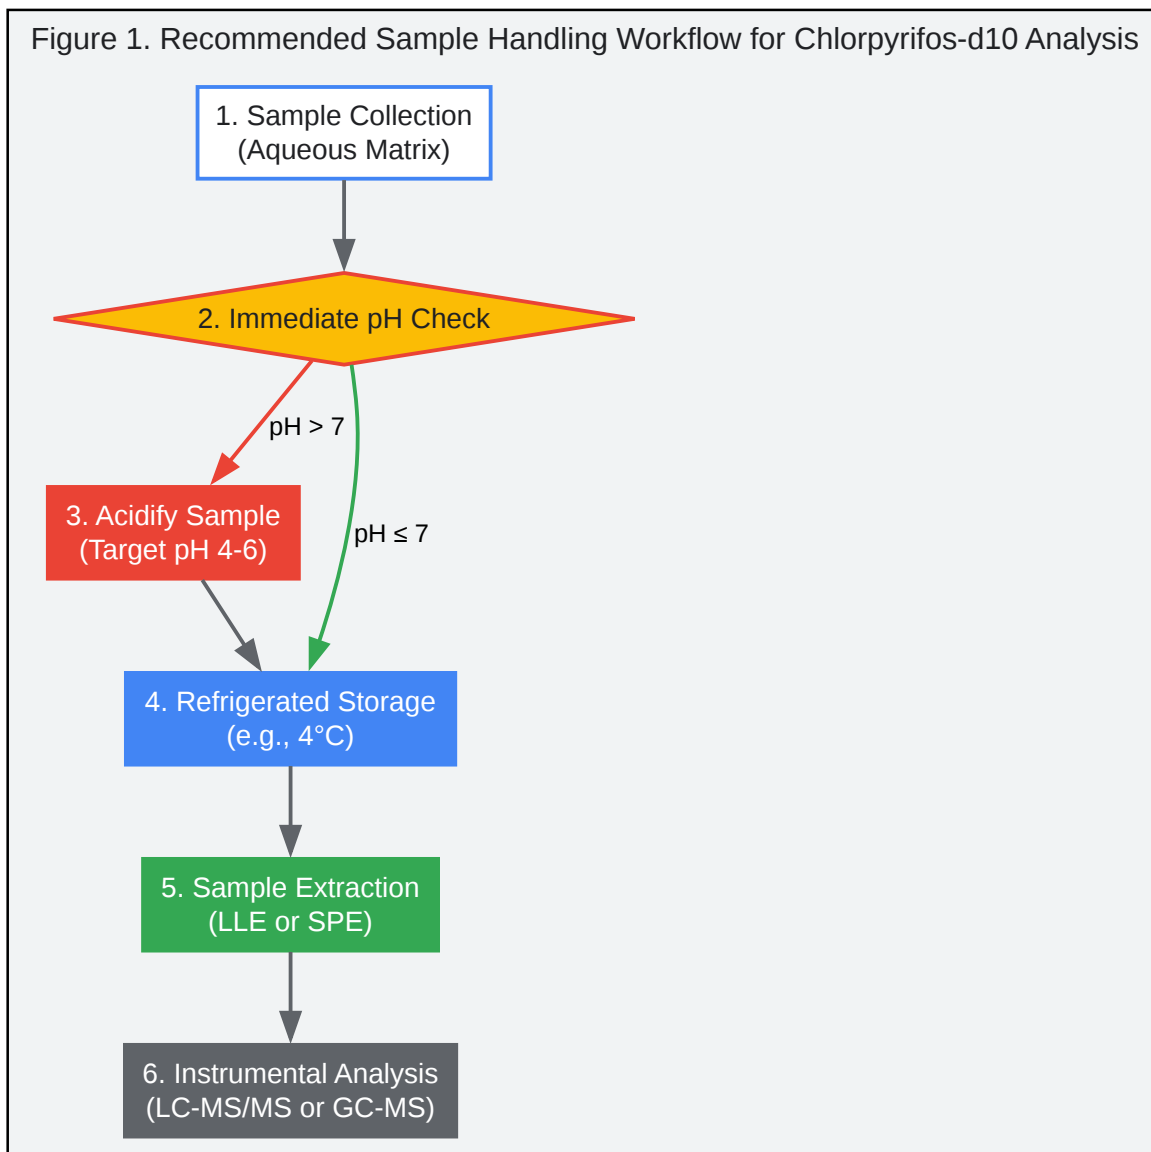 Figure 1. Recommended Sample Handling Workflow for Chlorpyrifos-d10 Analysis
1. Sample Collection
(Aqueous Matrix)
2. Immediate pH Check
pH > 7
3. Acidify Sample
(Target pH 4-6)
pH ≤ 7
4. Refrigerated Storage
(e.g., 4°C)
5. Sample Extraction
(LLE or SPE)
6. Instrumental Analysis
(LC-MS/MS or GC-MS)